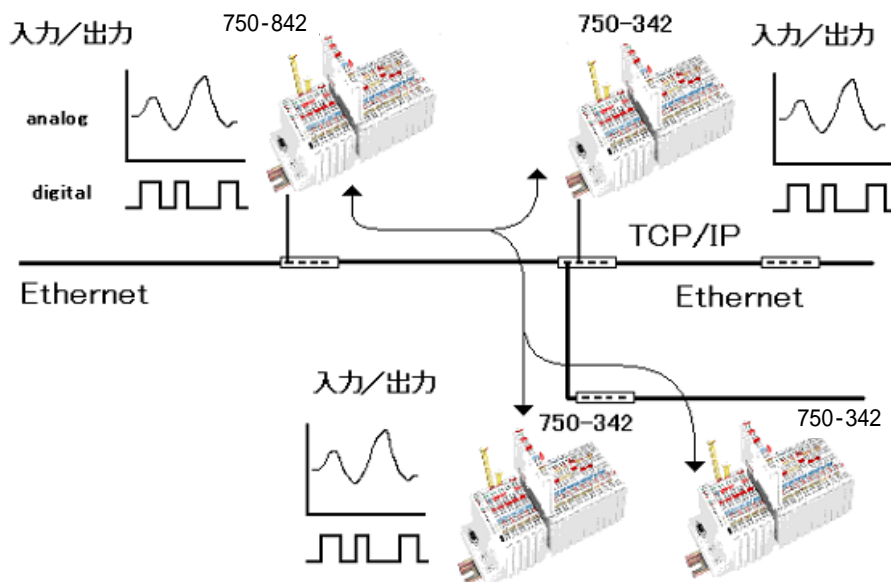 入力／出力
750-842
750-342
入力／出力
analog
digital
TCP/IP
Ethernet
Ethernet
入力／出力
750-342
750-342